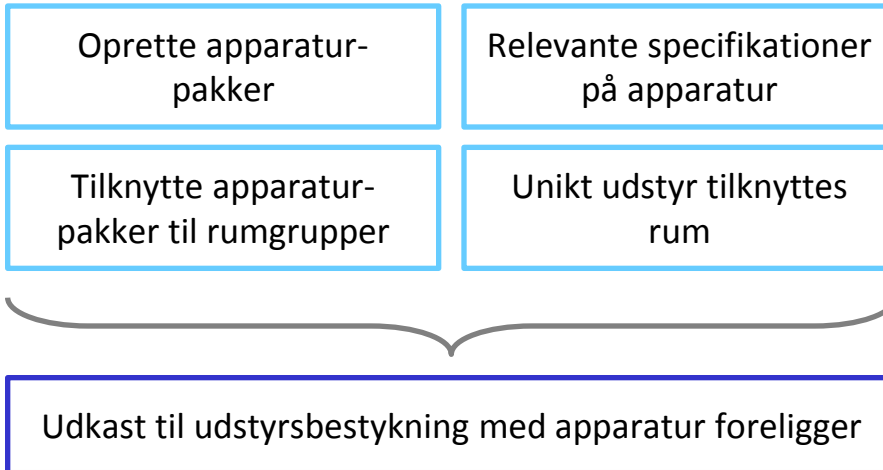 Oprette apparatur-
pakker
Relevante specifikationer
på apparatur
Tilknytte apparatur-
pakker til rumgrupper
Unikt udstyr tilknyttes
rum
Udkast til udstyrsbestykning med apparatur foreligger